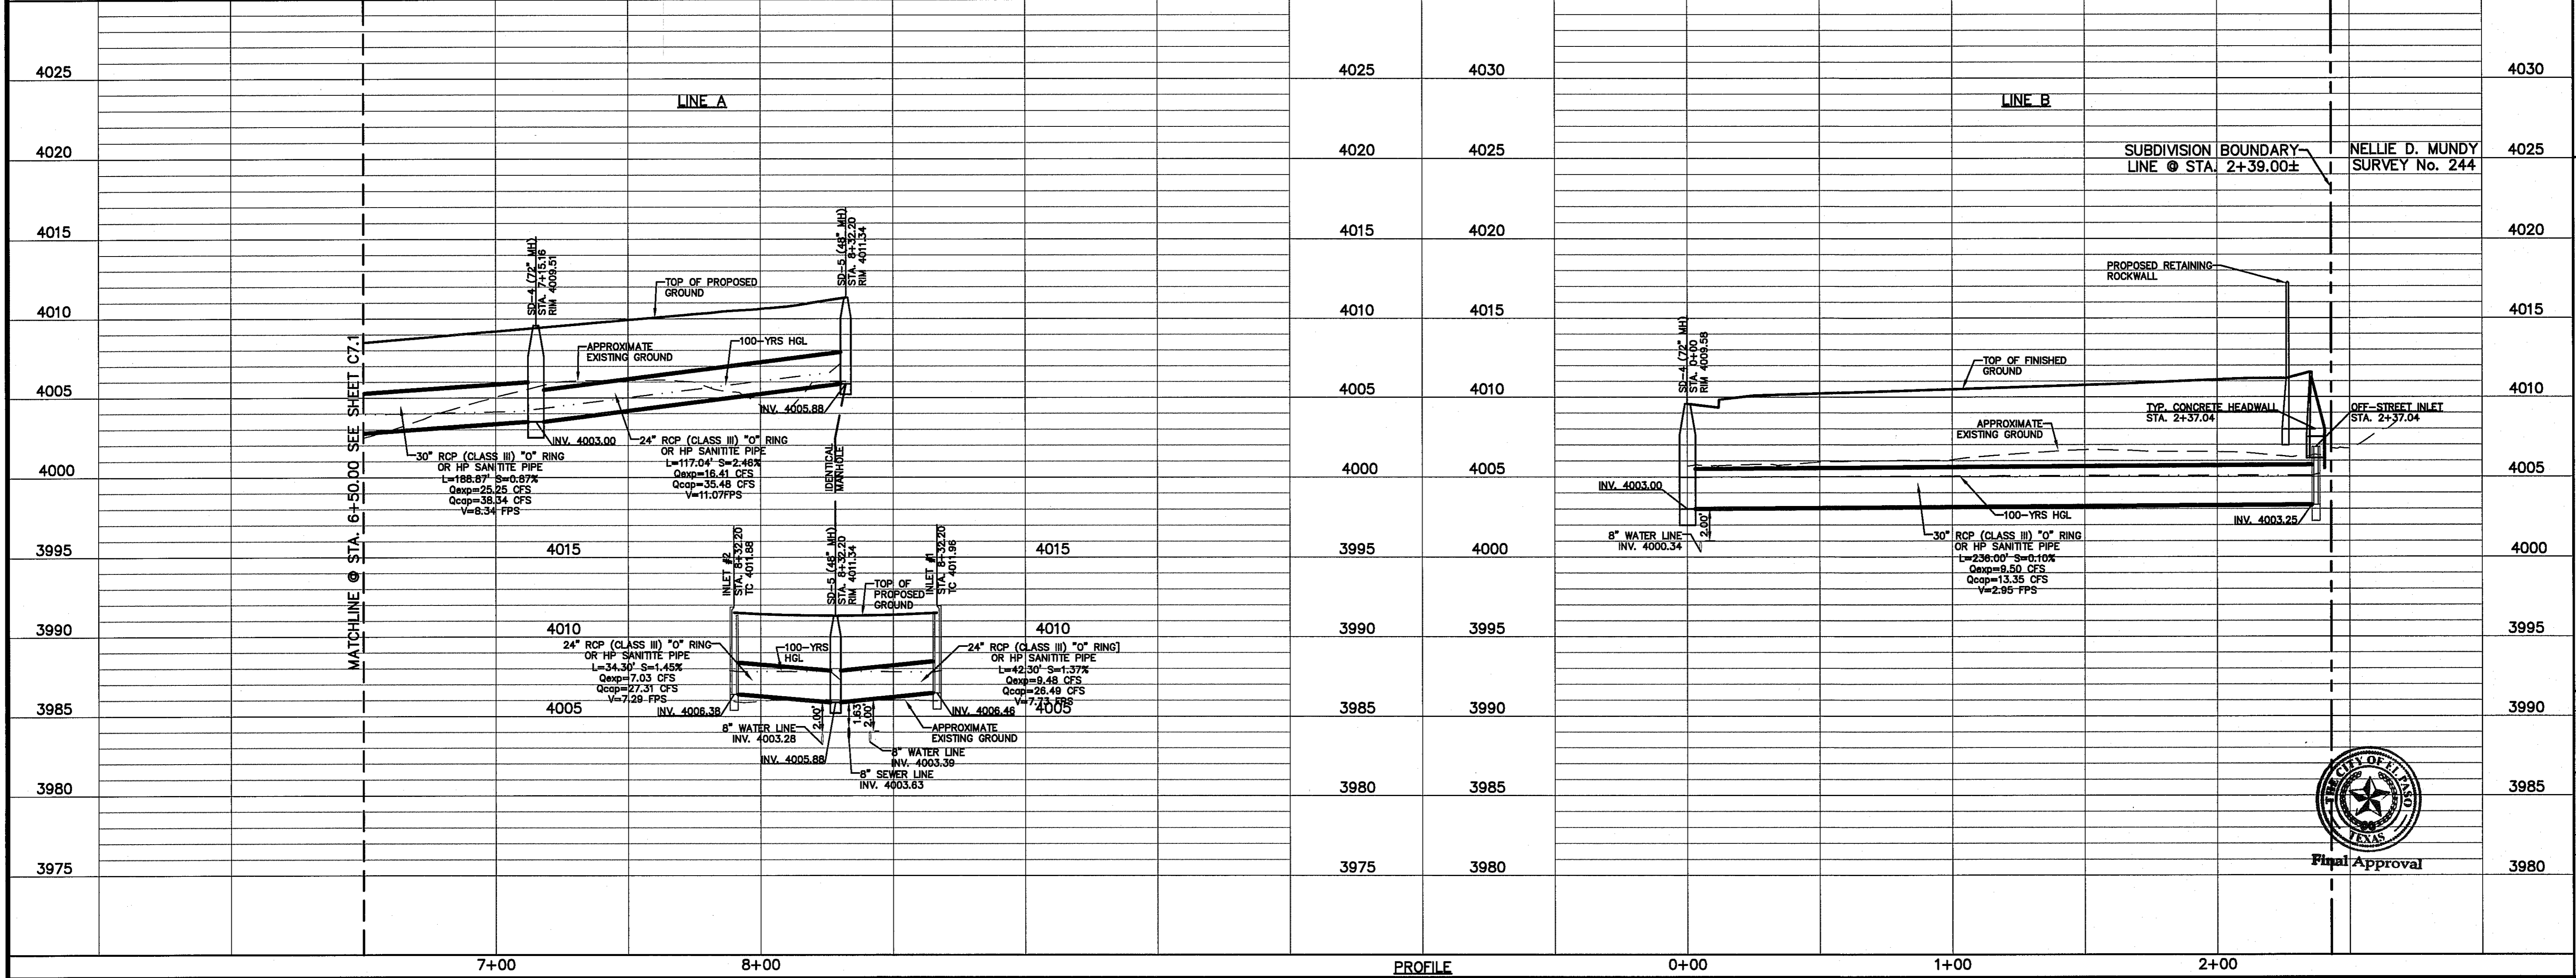 4025
4020
4015
4010
4005
4000
3995
3990
3985
3980
3975
LINE A
MATCHLINE @ STA. 6+50.00 SEE SHEET C7.1
SD-4 (72" MH)
STA. 7+15.16
RIM 4009.51
SD-5 (48" MH)
STA. 8+32.20
RIM 4011.34
TOP OF PROPOSED
GROUND
APPROXIMATE
EXISTING GROUND
100-YRS HGL
INV. 4005.88
INV. 4003.00
30" RCP (CLASS III) "O" RING
OR HP SANITITE PIPE
L=188.87' S=0.87%
Qexp=25.25 CFS
Qcap=38.34 CFS
V=8.34 FPS
24" RCP (CLASS III) "O" RING
OR HP SANITITE PIPE
L=117.04' S=2.46%
Qexp=16.41 CFS
Qcap=35.48 CFS
V=11.07FPS
IDENTICAL
MANHOLE
4015
4010
4005
4015
4010
4005
INLET #2
STA. 8+32.20
TC 4011.88
SD-5 (48" MH)
STA. 8+32.20
RIM 4011.34
INLET #1
STA. 8+32.20
TC 4011.96
TOP OF
PROPOSED
GROUND
24" RCP (CLASS III) "O" RING
OR HP SANITITE PIPE
L=34.30' S=1.45%
Qexp=7.03 CFS
Qcap=27.31 CFS
V=7.29 FPS
100-YRS
HGL
24" RCP (CLASS III) "O" RING]
OR HP SANITITE PIPE
L=42.30' S=1.37%
Qexp=9.48 CFS
Qcap=26.49 CFS
V=7.73 FPS
INV. 4006.38
INV. 4006.46
2.00'
1.63'
2.00'
8" WATER LINE
INV. 4003.28
INV. 4005.88
APPROXIMATE
EXISTING GROUND
8" WATER LINE
INV. 4003.39
8" SEWER LINE
INV. 4003.63
7+00
8+00
4025
4020
4015
4010
4005
4000
3995
3990
3985
3980
3975
PROFILE
4030
4025
4020
4015
4010
4005
4000
3995
3990
3985
3980
LINE B
SUBDIVISION BOUNDARY
LINE @ STA. 2+39.00±
NELLIE D. MUNDY
SURVEY No. 244
PROPOSED RETAINING
ROCKWALL
SD-4 (72" MH)
STA. 0+00
RIM 4009.58
TOP OF FINISHED
GROUND
APPROXIMATE
EXISTING GROUND
TYP. CONCRETE HEADWALL
STA. 2+37.04
OFF-STREET INLET
STA. 2+37.04
INV. 4003.00
2.00'
8" WATER LINE
INV. 4000.34
100-YRS HGL
30" RCP (CLASS III) "O" RING
OR HP SANITITE PIPE
L=236.00' S=0.10%
Qexp=9.50 CFS
Qcap=13.35 CFS
V=2.95 FPS
INV. 4003.25
THE CITY OF EL PASO
TEXAS
Final Approval
0+00
1+00
2+00
4030
4025
4020
4015
4010
4005
4000
3995
3990
3985
3980